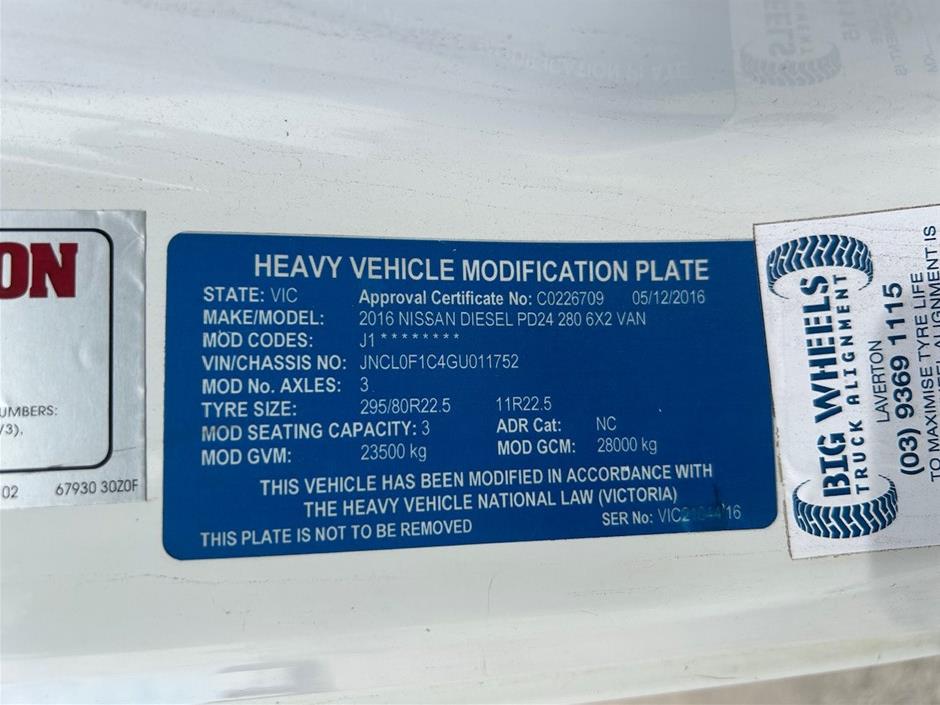 ON
UMBERS:
/3).
02 67930 30Z0F
HEAVY VEHICLE MODIFICATION PLATE
STATE: VIC Approval Certificate No: C0226709 05/12/2016
MAKE/MODEL: 2016 NISSAN DIESEL PD24 280 6X2 VAN
MOD CODES: J1 * * * * * * * *
VIN/CHASSIS NO: JNCL0F1C4GU011752
MOD No. AXLES: 3
TYRE SIZE: 295/80R22.5 11R22.5
MOD SEATING CAPACITY: 3 ADR Cat: NC
MOD GVM: 23500 kg MOD GCM: 28000 kg
THIS VEHICLE HAS BEEN MODIFIED IN ACCORDANCE WITH
THE HEAVY VEHICLE NATIONAL LAW (VICTORIA)
THIS PLATE IS NOT TO BE REMOVED SER No:
BIG WHEELS
TRUCK ALIGNMENT
LAVERTON
(03) 9369 1115
TO MAXIMISE TYRE LIFE
ALIGNMENT IS